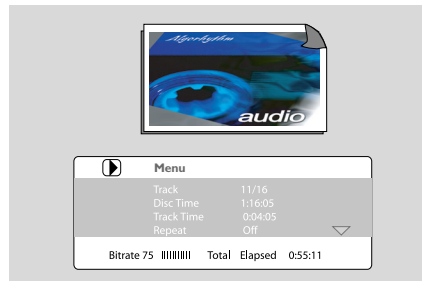 Algorhythm
audio
Menu
Track 11/16
Disc Time 1:16:05
Track Time 0:04:05
Repeat Off
Bitrate 75 Total Elapsed 0:55:11